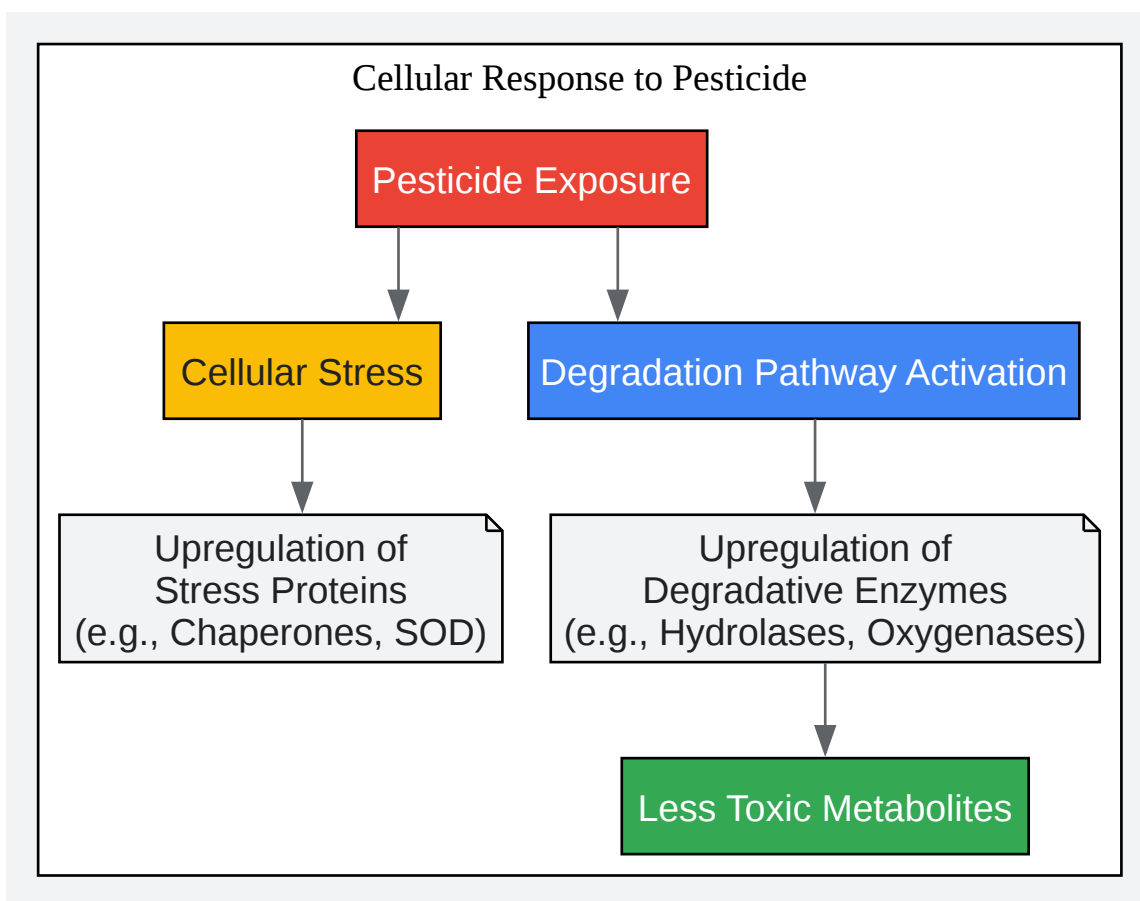 Cellular Response to Pesticide
Pesticide Exposure
Cellular Stress
Degradation Pathway Activation
Upregulation of
Stress Proteins
(e.g., Chaperones, SOD)
Upregulation of
Degradative Enzymes
(e.g., Hydrolases, Oxygenases)
Less Toxic Metabolites